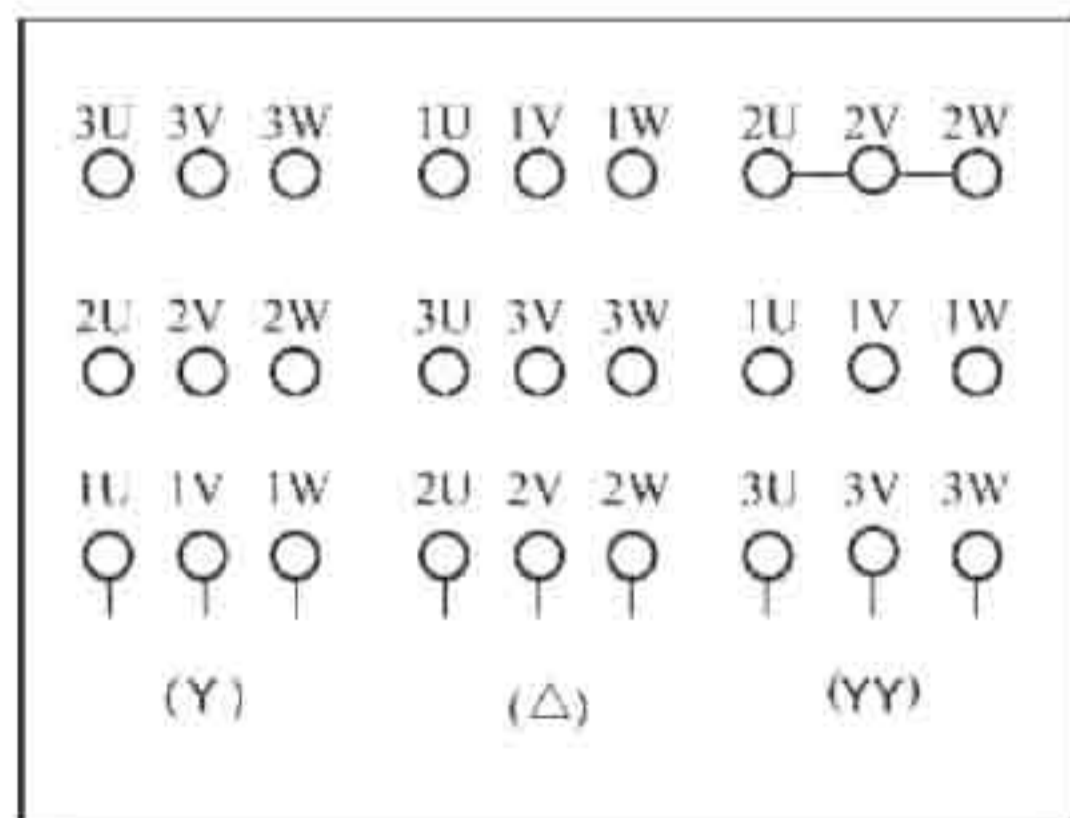 3U 3V 3W 1U 1V 1W 2U 2V 2W
2U 2V 2W 3U 3V 3W 1U 1V 1W
1U 1V 1W 2U 2V 2W 3U 3V 3W
(Y) (△) (YY)